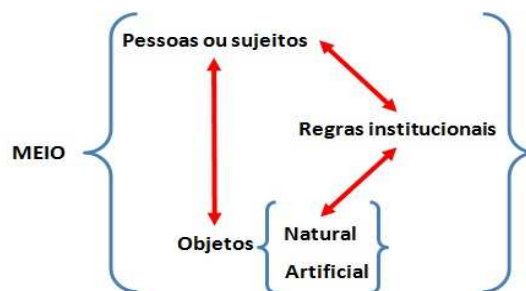 Pessoas ou sujeitos
Regras institucionais
MEIO
Objetos
Natural
Artificial